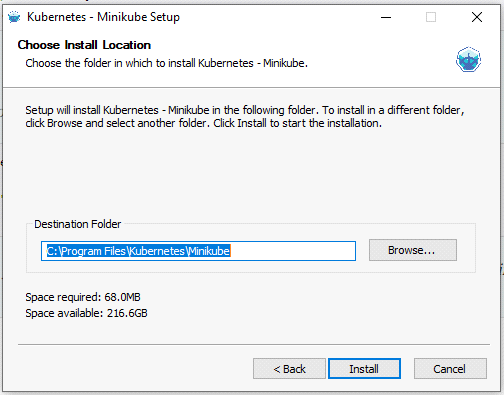 Kubernetes - Minikube Setup
Choose Install Location
Choose the folder in which to install Kubernetes - Minikube.
Setup will install Kubernetes - Minikube in the following folder. To install in a different folder,
click Browse and select another folder. Click Install to start the installation.
Destination Folder
C:\Program Files\Kubernetes\Minikube
Browse...
Space required: 68.0MB
Space available: 216.6GB
< Back
Install
Cancel